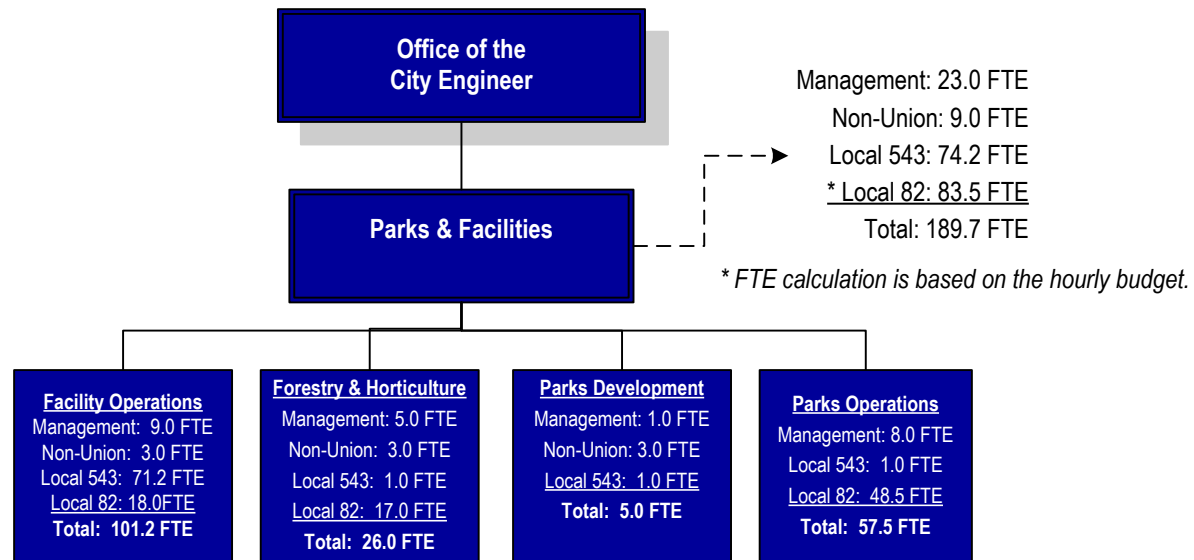 Office of the
City Engineer
Management: 23.0 FTE
Non-Union: 9.0 FTE
Local 543: 74.2 FTE
* Local 82: 83.5 FTE
Total: 189.7 FTE
* FTE calculation is based on the hourly budget.
Parks & Facilities
Facility Operations
Management: 9.0 FTE
Non-Union: 3.0 FTE
Local 543: 71.2 FTE
Local 82: 18.0FTE
Total: 101.2 FTE
Forestry & Horticulture
Management: 5.0 FTE
Non-Union: 3.0 FTE
Local 543: 1.0 FTE
Local 82: 17.0 FTE
Total: 26.0 FTE
Parks Development
Management: 1.0 FTE
Non-Union: 3.0 FTE
Local 543: 1.0 FTE
Total: 5.0 FTE
Parks Operations
Management: 8.0 FTE
Local 543: 1.0 FTE
Local 82: 48.5 FTE
Total: 57.5 FTE